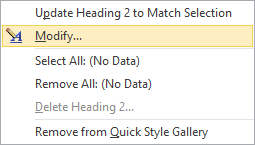 Update Heading 2 to Match Selection
Modify...
Select All: (No Data)
Remove All: (No Data)
Delete Heading 2...
Remove from Quick Style Gallery